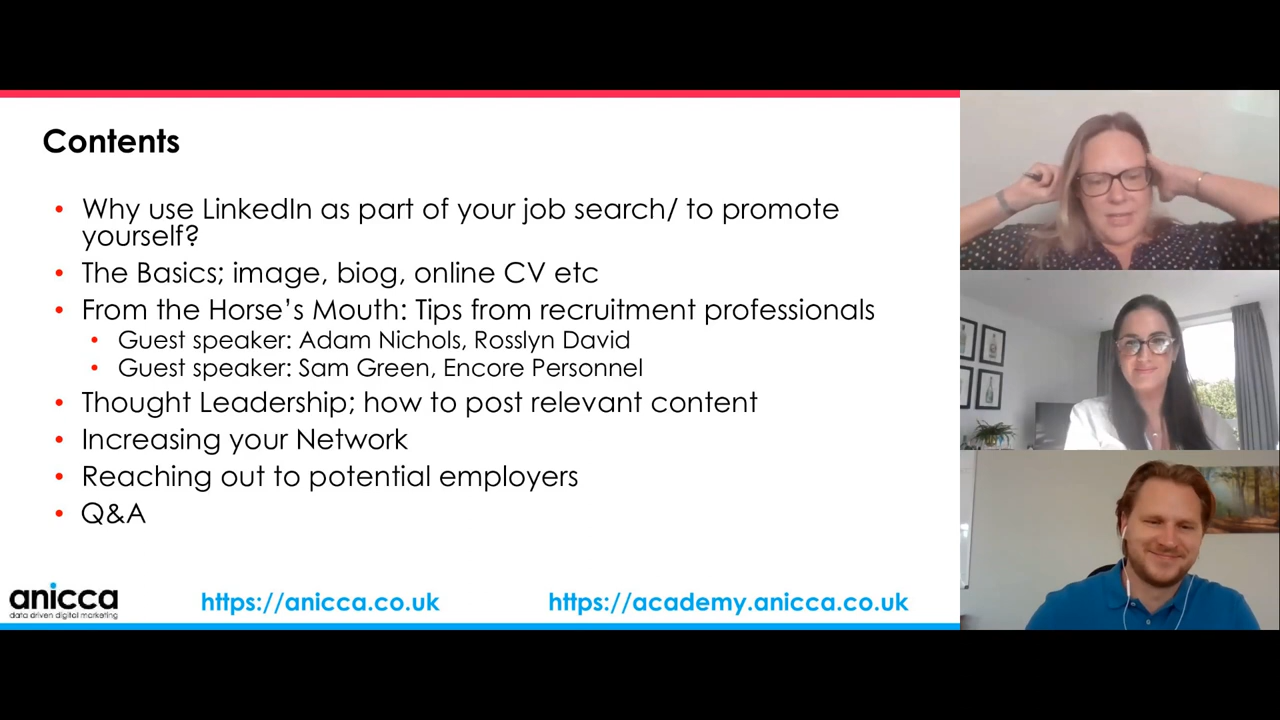 Contents
• Why use LinkedIn as part of your job search/ to promote
yourself?
• The Basics; image, biog, online CV etc
• From the Horse's Mouth: Tips from recruitment professionals
• Guest speaker: Adam Nichols, Rosslyn David
• Guest speaker: Sam Green, Encore Personnel
• Thought Leadership; how to post relevant content
• Increasing your Network
• Reaching out to potential employers
• Q&A
anicca
data driven digital marketing
https://anicca.co.uk
https://academy.anicca.co.uk